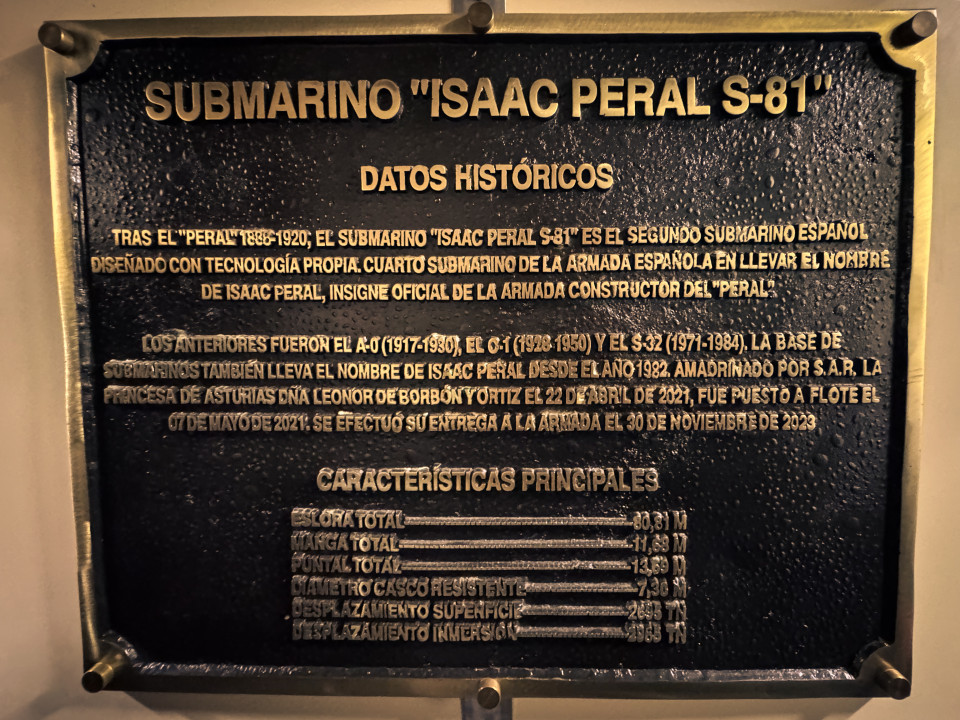 SUBMARINO "ISAAC PERAL S-81"
DATOS HISTÓRICOS
TRAS EL "PERAL" 1888-1920, EL SUBMARINO "ISAAC PERAL S-81" ES EL SEGUNDO SUBMARINO ESPAÑOL
DISEÑADO CON TECNOLOGÍA PROPIA. CUARTO SUBMARINO DE LA ARMADA ESPAÑOLA EN LLEVAR EL NOMBRE
DE ISAAC PERAL, INSIGNE OFICIAL DE LA ARMADA CONSTRUCTOR DEL "PERAL".
LOS ANTERIORES FUERON EL A-0 (1917-1930), EL C-1 (1928-1950) Y EL S-32 (1971-1984). LA BASE DE
SUBMARINOS TAMBIÉN LLEVA EL NOMBRE DE ISAAC PERAL DESDE EL AÑO 1982. AMADRINADO POR S.A.R, LA
PRINCESA DE ASTURIAS DÑA LEONOR DE BORBÓN Y ORTIZ EL 22 DE ABRIL DE 2021, FUE PUESTO A FLOTE EL
07 DE MAYO DE 2021. SE EFECTUÓ SU ENTREGA A LA ARMADA EL 30 DE NOVIEMBRE DE 2023
CARACTERÍSTICAS PRINCIPALES
ESLORA TOTAL 80,81 M
MANGA TOTAL 11,68 M
PUNTAL TOTAL
DIÁMETRO CASCO RESISTENTE 7,30 M
DESPLAZAMIENTO SUPERFICIE TN
DESPLAZAMIENTO INMERSIÓN TN